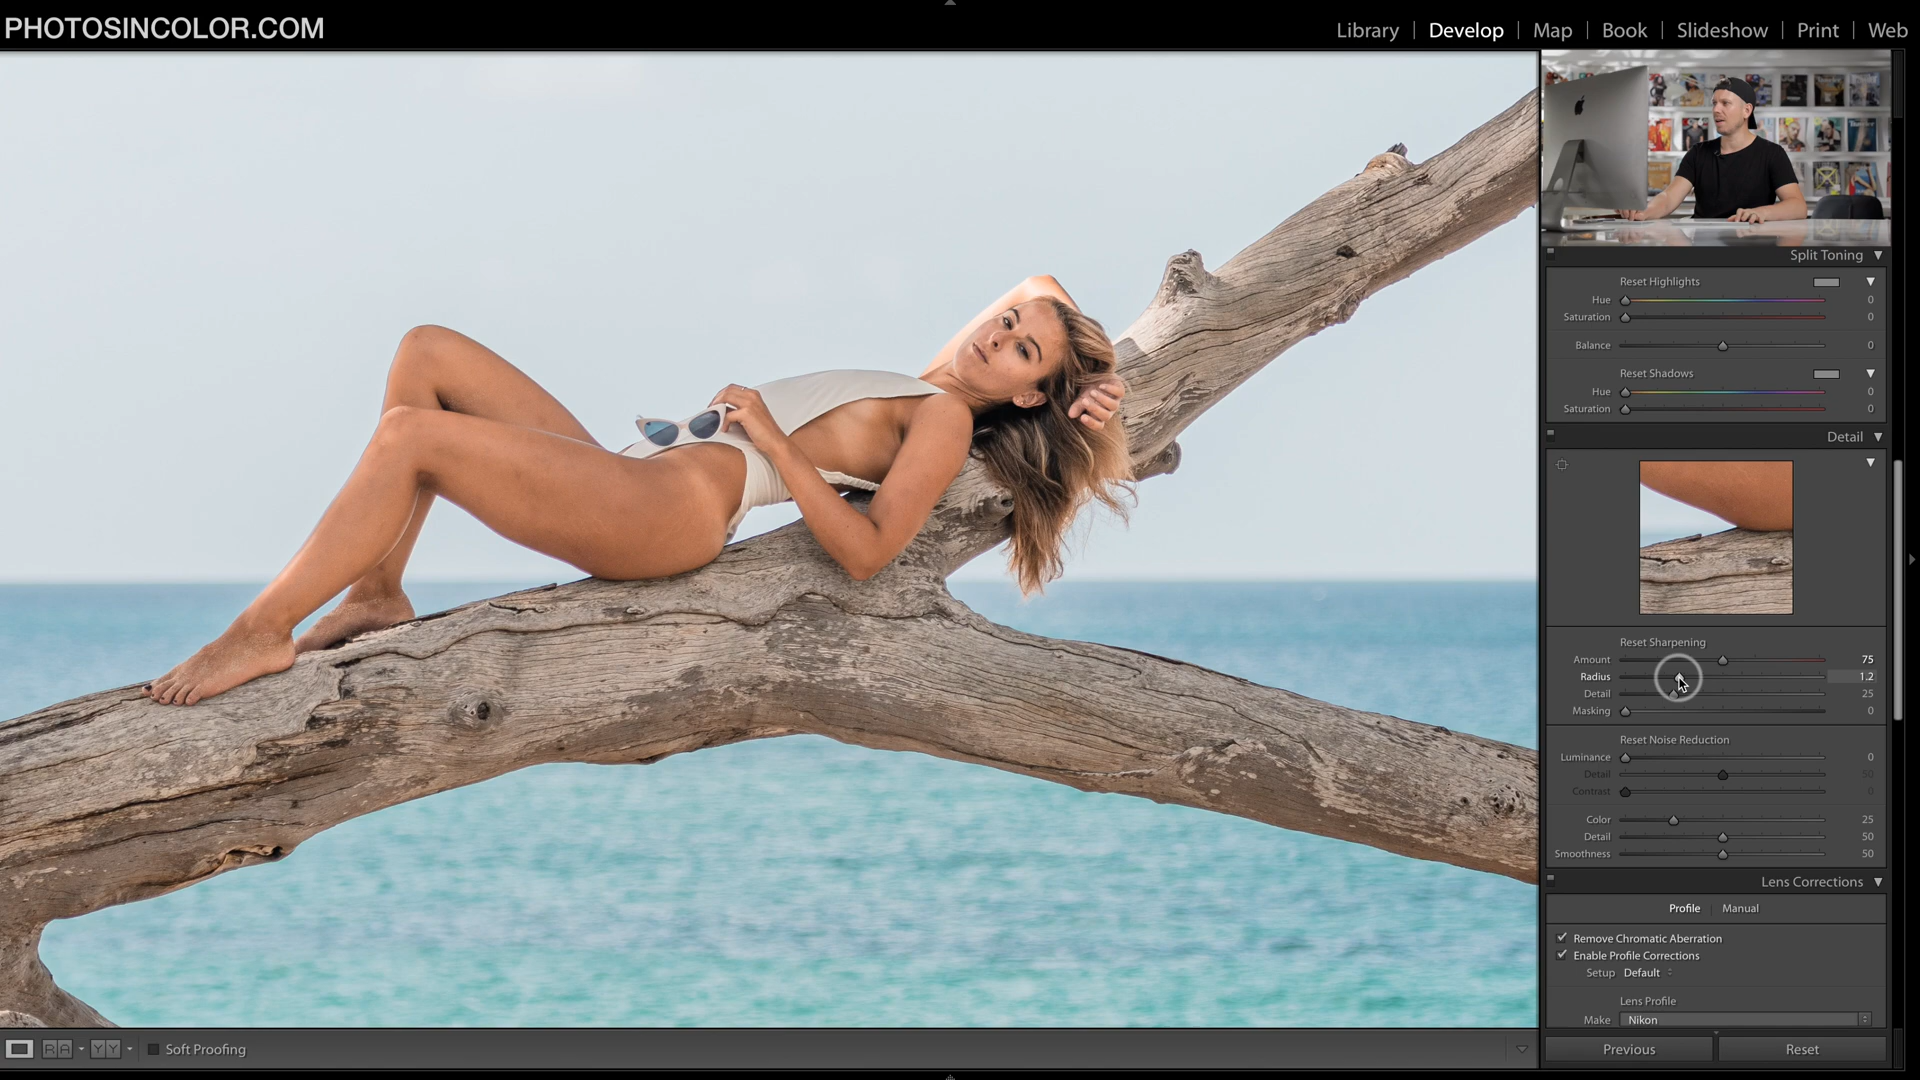 PHOTOSINCOLOR.COM
Library | Develop | Map | Book | Slideshow | Print | Web
Split Toning
Reset Highlights
Hue 0
Saturation 0
Balance 0
Reset Shadows
Hue 0
Saturation 0
Detail
Reset Sharpening
Amount 75
Radius 1.2
Detail 25
Masking 0
Reset Noise Reduction
Luminance 0
Detail 50
Contrast 0
Color 25
Detail 50
Smoothness 50
Lens Corrections
Profile | Manual
Remove Chromatic Aberration
Enable Profile Corrections
Setup Default
Lens Profile
Make Nikon
R A Y Y Soft Proofing
Previous Reset